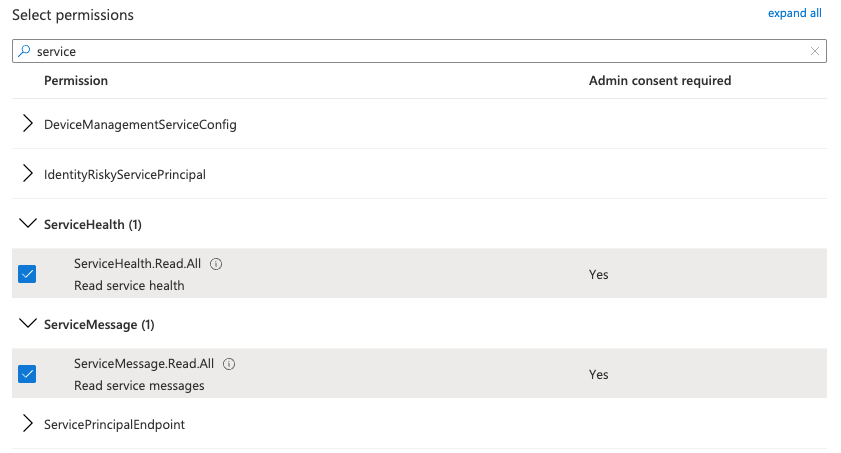 Select permissions
expand all
service
Permission
Admin consent required
DeviceManagementServiceConfig
IdentityRiskyServicePrincipal
ServiceHealth (1)
ServiceHealth.Read.All
Read service health
Yes
ServiceMessage (1)
ServiceMessage.Read.All
Read service messages
Yes
ServicePrincipalEndpoint